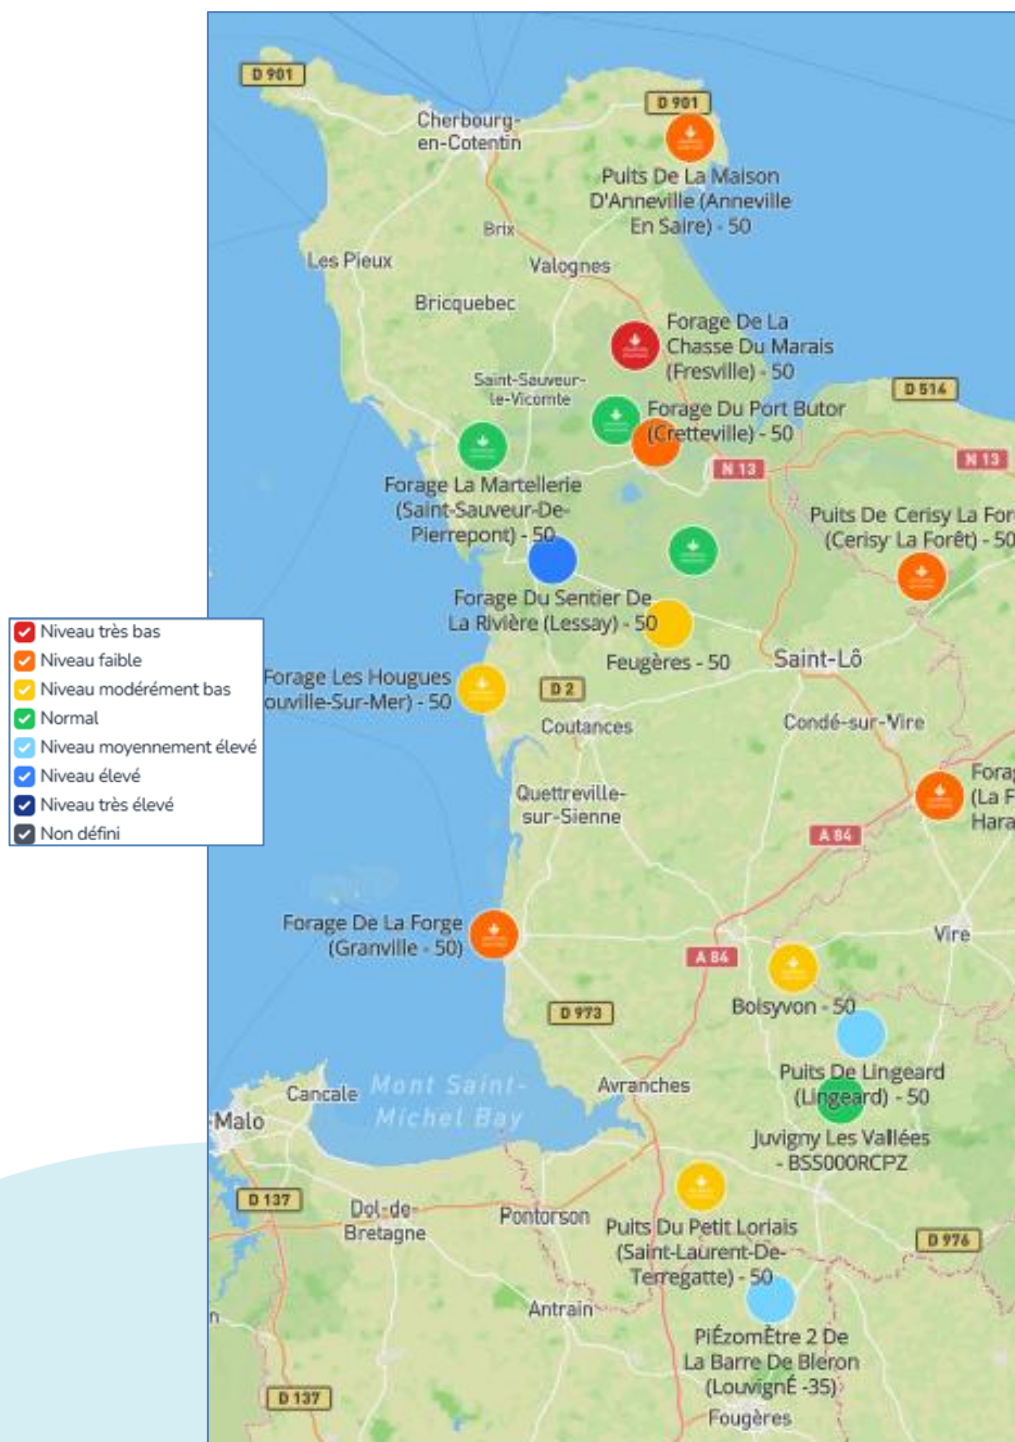 D 901
D 901
Cherbourg-
en-Cotentin
Puits De La Maison
D'Anneville (Anneville
En Saire) - 50
Brix
Les Pieux
Valognes
Bricquebec
Forage De La
Chasse Du Marais
(Fresville) - 50
Saint-Sauveur-
le-Vicomte
D 514
Forage Du Port Butor
(Cretteville) - 50
N 13
N 13
Forage La Martellerie
(Saint-Sauveur-De-
Pierrepont) - 50
Puits De Cerisy La For
(Cerisy La Forêt) - 50
Forage Du Sentier De
La Rivière (Lessay) - 50
Niveau très bas
Niveau faible
Niveau modérément bas
Normal
Niveau moyennement élevé
Niveau élevé
Niveau très élevé
Non défini
Feugères - 50
Saint-Lô
Forage Les Hougues
ouville-Sur-Mer) - 50
D 2
Coutances
Condé-sur-Vire
Quettreville-
sur-Sienne
Forag
(La F
Hara
A 84
Forage De La Forge
(Granville - 50)
Vire
A 84
Boisyvon - 50
D 973
Puits De Lingeard
(Lingeard) - 50
Cancale
Mont Saint-
Michel Bay
Avranches
Malo
Juvigny Les Vallées
- BSS000RCPZ
D 137
Dol-de-
Bretagne
Pontorson
Puits Du Petit Loriais
(Saint-Laurent-De-
Terregatte) - 50
D 976
n
Antrain
PiÉzomÈtre 2 De
La Barre De Bleron
(LouvignÉ -35)
D 137
Fougères